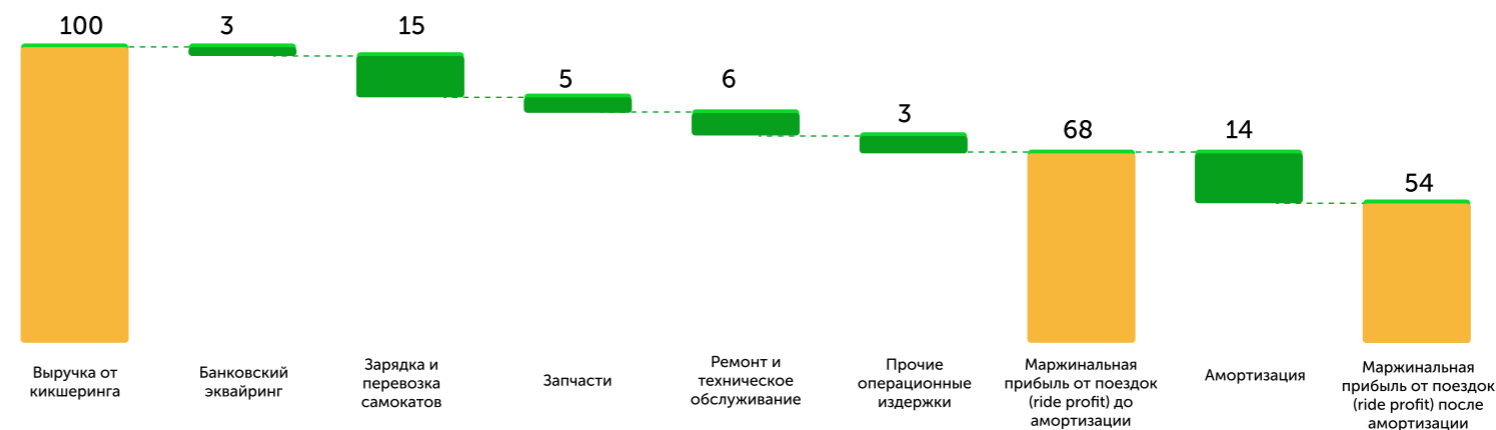 100
3
15
5
6
3
68
14
54
Выручка от
кикшеринга
Банковский
эквайринг
Зарядка и
перевозка
самокатов
Запчасти
Ремонт и
техническое
обслуживание
Прочие
операционные
издержки
Маржинальная
прибыль от поездок
(ride profit) до
амортизации
Амортизация
Маржинальная
прибыль от поездок
(ride profit) после
амортизации